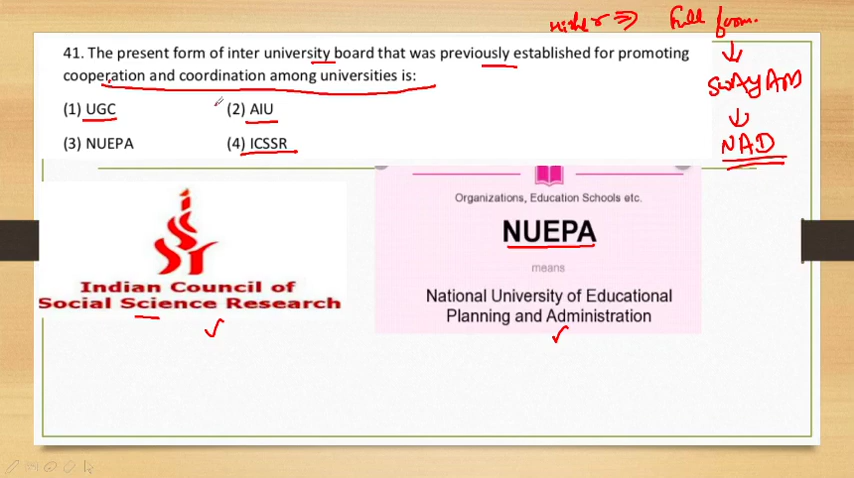 Higher ⇒ Full form.
↓
SWAYAM
↓
NAD
41. The present form of inter university board that was previously established for promoting
cooperation and coordination among universities is:
(1) UGC (2) AIU
(3) NUEPA (4) ICSSR
Indian Council of
Social Science Research
Organizations, Education Schools etc.
NUEPA
means
National University of Educational
Planning and Administration